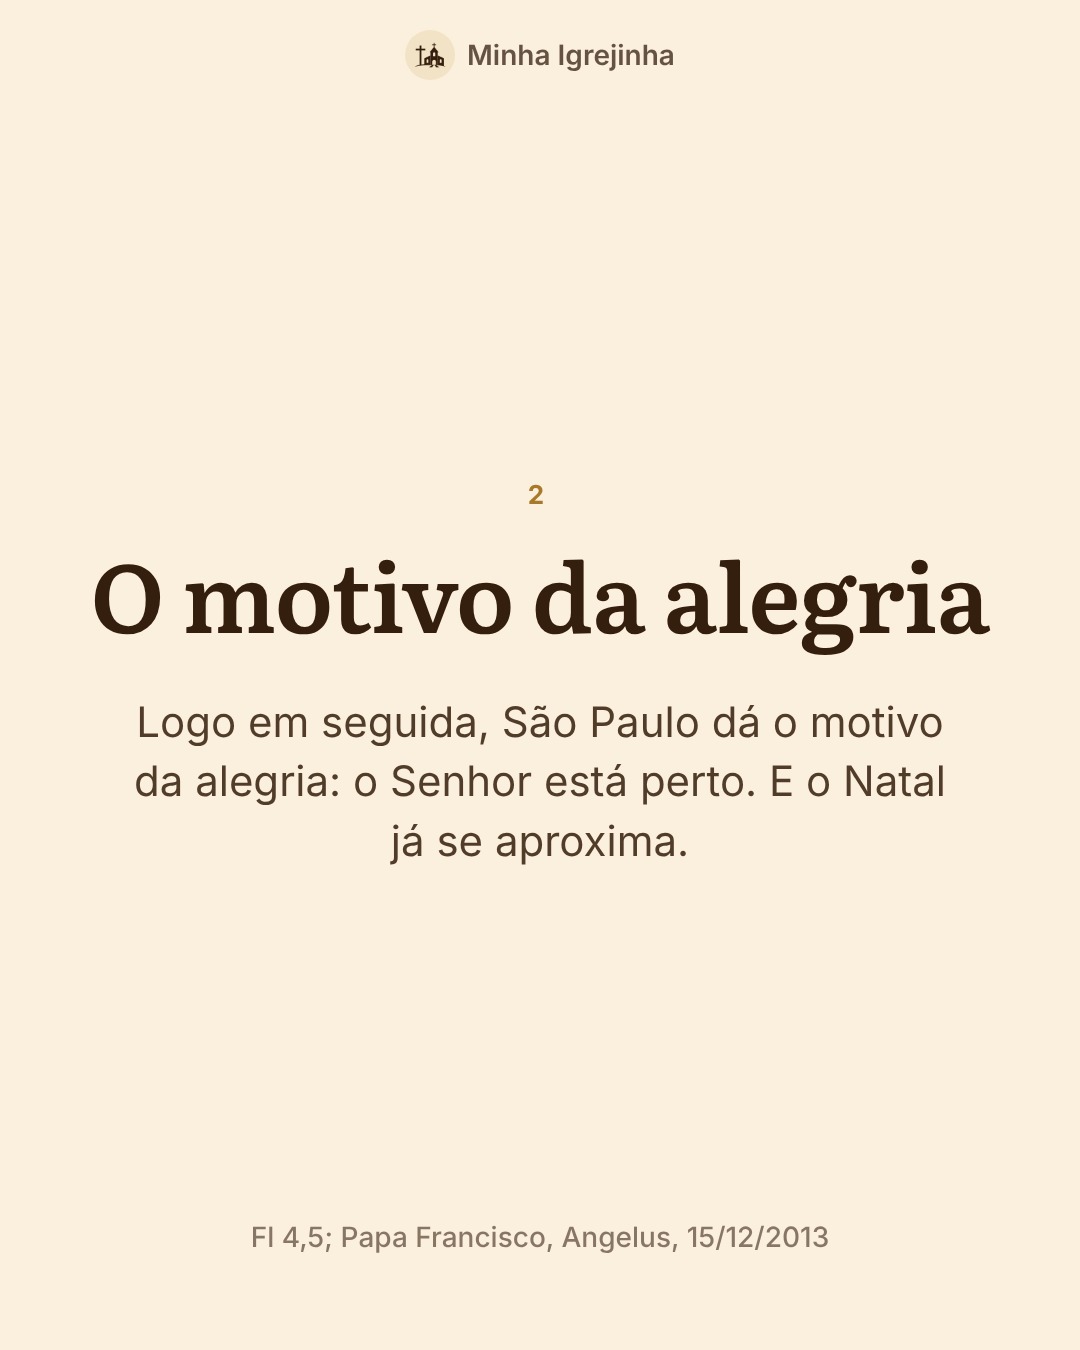 Minha Igrejinha
2
O motivo da alegria
Logo em seguida, São Paulo dá o motivo
da alegria: o Senhor está perto. E o Natal
já se aproxima.
Fl 4,5; Papa Francisco, Angelus, 15/12/2013